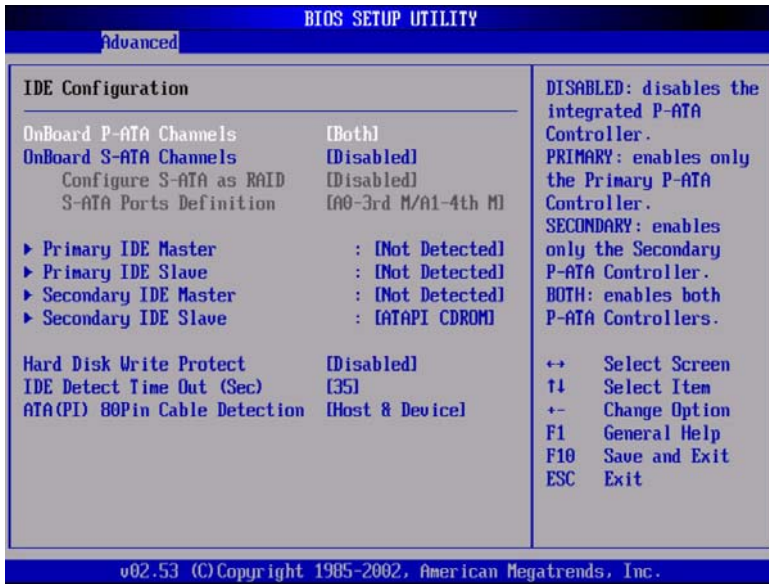 BIOS SETUP UTILITY
Advanced
IDE Configuration
OnBoard P-ATA Channels [Both]
OnBoard S-ATA Channels [Disabled]
Configure S-ATA as RAID [Disabled]
S-ATA Ports Definition [A0-3rd M/A1-4th M]
▶ Primary IDE Master : [Not Detected]
▶ Primary IDE Slave : [Not Detected]
▶ Secondary IDE Master : [Not Detected]
▶ Secondary IDE Slave : [ATAPI CDROM]
Hard Disk Write Protect [Disabled]
IDE Detect Time Out (Sec) [35]
ATA(PI) 80Pin Cable Detection [Host & Device]
DISABLED: disables the
integrated P-ATA
Controller.
PRIMARY: enables only
the Primary P-ATA
Controller.
SECONDARY: enables
only the Secondary
P-ATA Controller.
BOTH: enables both
P-ATA Controllers.
↔ Select Screen
↑↓ Select Item
+- Change Option
F1 General Help
F10 Save and Exit
ESC Exit
v02.53 (C)Copyright 1985-2002, American Megatrends, Inc.